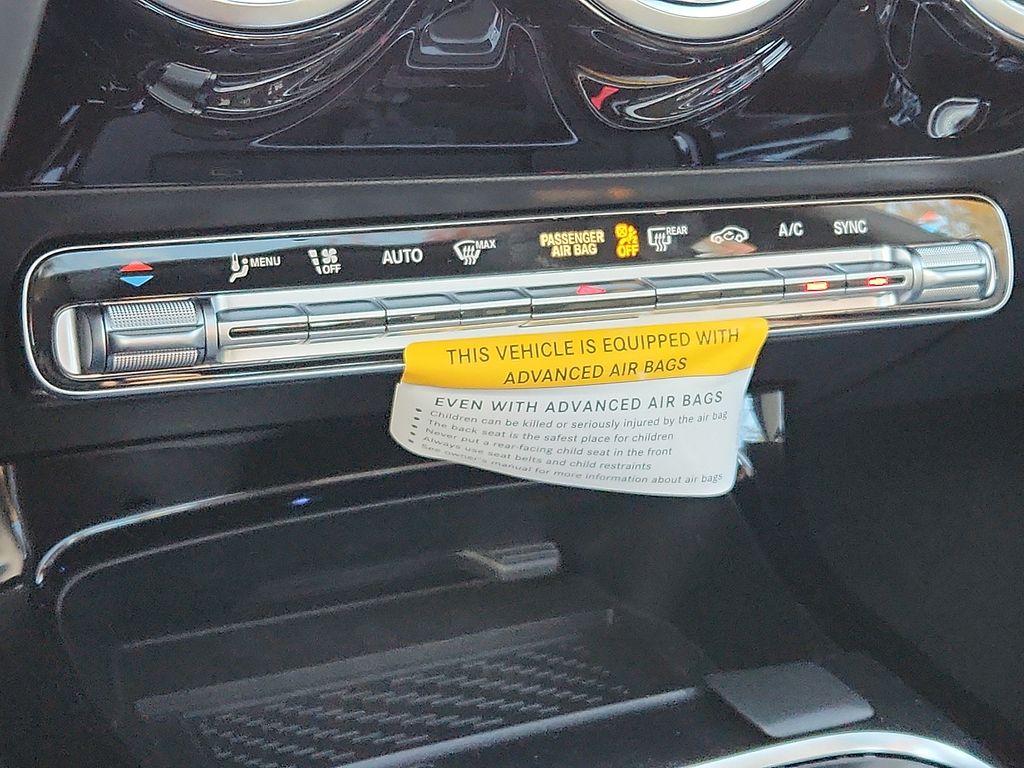 MENU
OFF
AUTO
MAX
PASSENGER
AIR BAG
OFF
REAR
A/C
SYNC
THIS VEHICLE IS EQUIPPED WITH
ADVANCED AIR BAGS
EVEN WITH ADVANCED AIR BAGS
Children can be killed or seriously injured by the air bag
The back seat is the safest place for children
Never put a rear-facing child seat in the front
Always use seat belts and child restraints
See owner's manual for more information about air bags